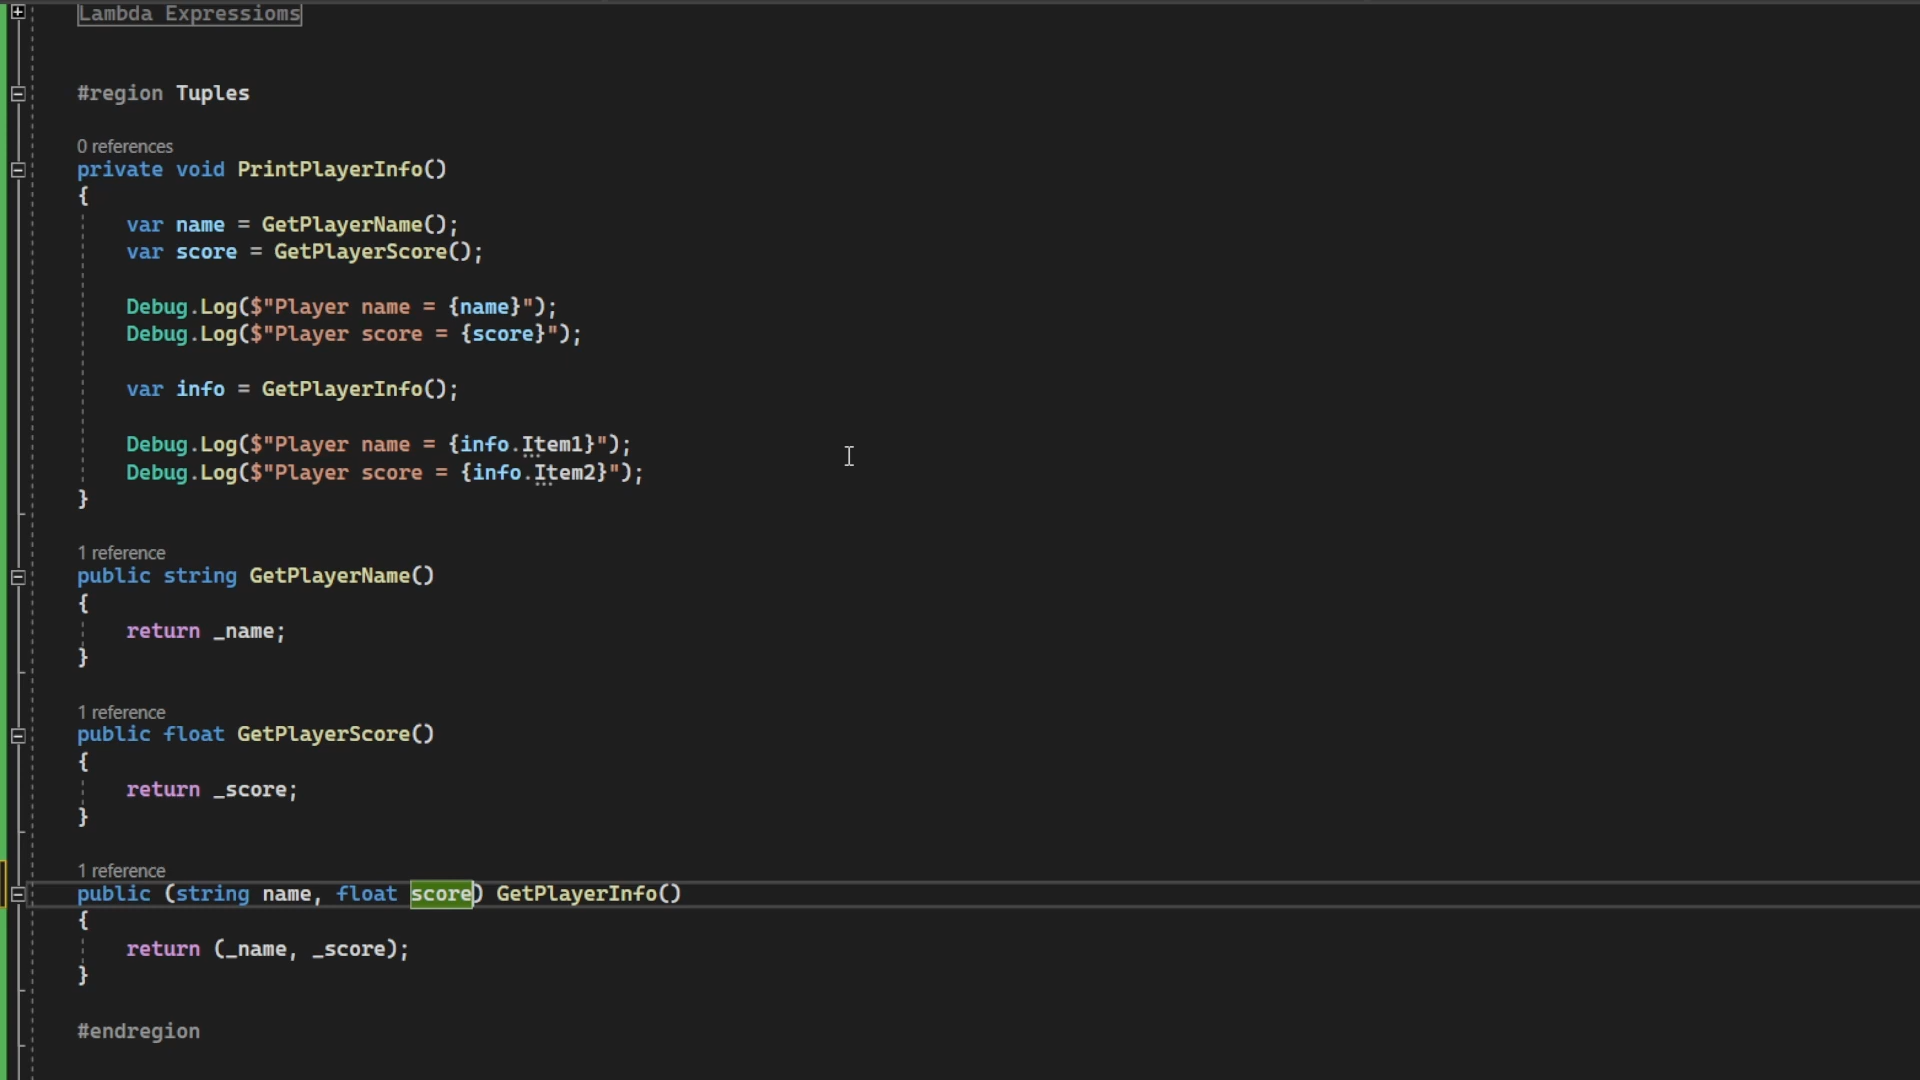 Lambda Expressioms
#region Tuples
0 references
private void PrintPlayerInfo()
{
var name = GetPlayerName();
var score = GetPlayerScore();
Debug.Log($"Player name = {name}");
Debug.Log($"Player score = {score}");
var info = GetPlayerInfo();
Debug.Log($"Player name = {info.Item1}");
Debug.Log($"Player score = {info.Item2}");
}
1 reference
public string GetPlayerName()
{
return _name;
}
1 reference
public float GetPlayerScore()
{
return _score;
}
1 reference
public (string name, float score) GetPlayerInfo()
{
return (_name, _score);
}
#endregion